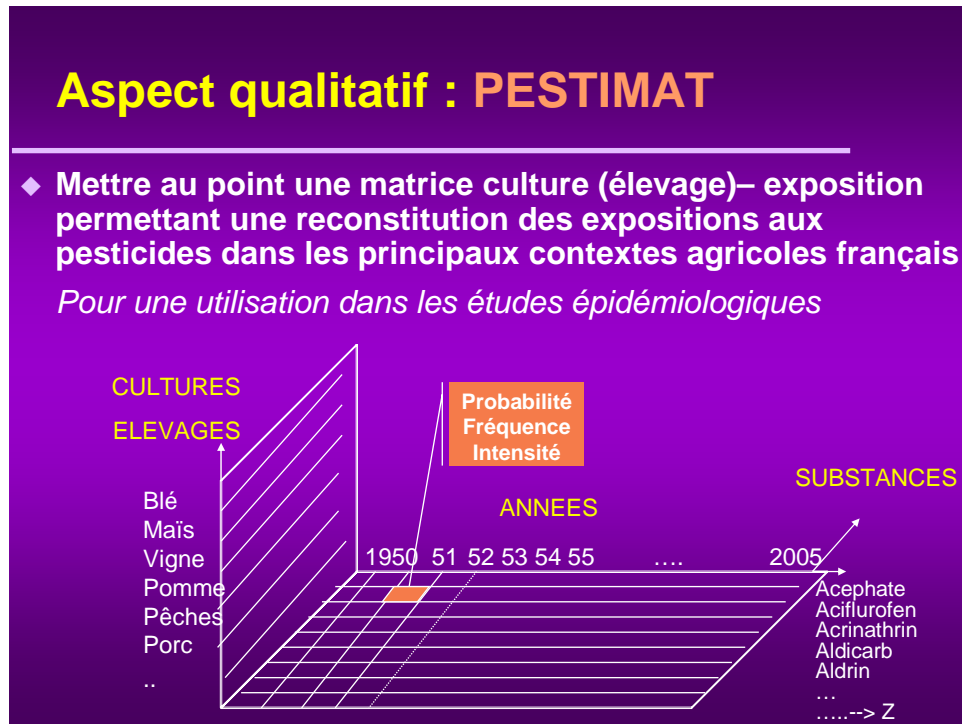 Aspect qualitatif : PESTIMAT
Mettre au point une matrice culture (élevage)– exposition
permettant une reconstitution des expositions aux
pesticides dans les principaux contextes agricoles français
Pour une utilisation dans les études épidémiologiques
CULTURES
ELEVAGES
Probabilité
Fréquence
Intensité
SUBSTANCES
ANNEES
Blé
Maïs
Vigne
Pomme
Pêches
Porc
..
1950 51 52 53 54 55 .... 2005
Acephate
Aciflurofen
Acrinathrin
Aldicarb
Aldrin
…
…..--> Z